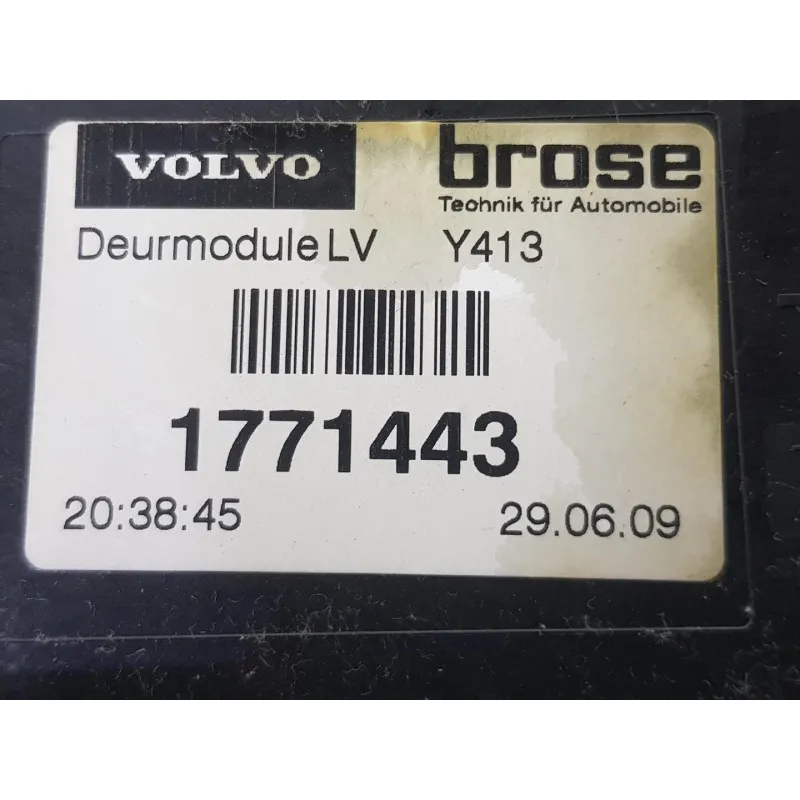 VOLVO brose
Technik für Automobile
Deurmodule LV Y413
1771443
20:38:45 29.06.09